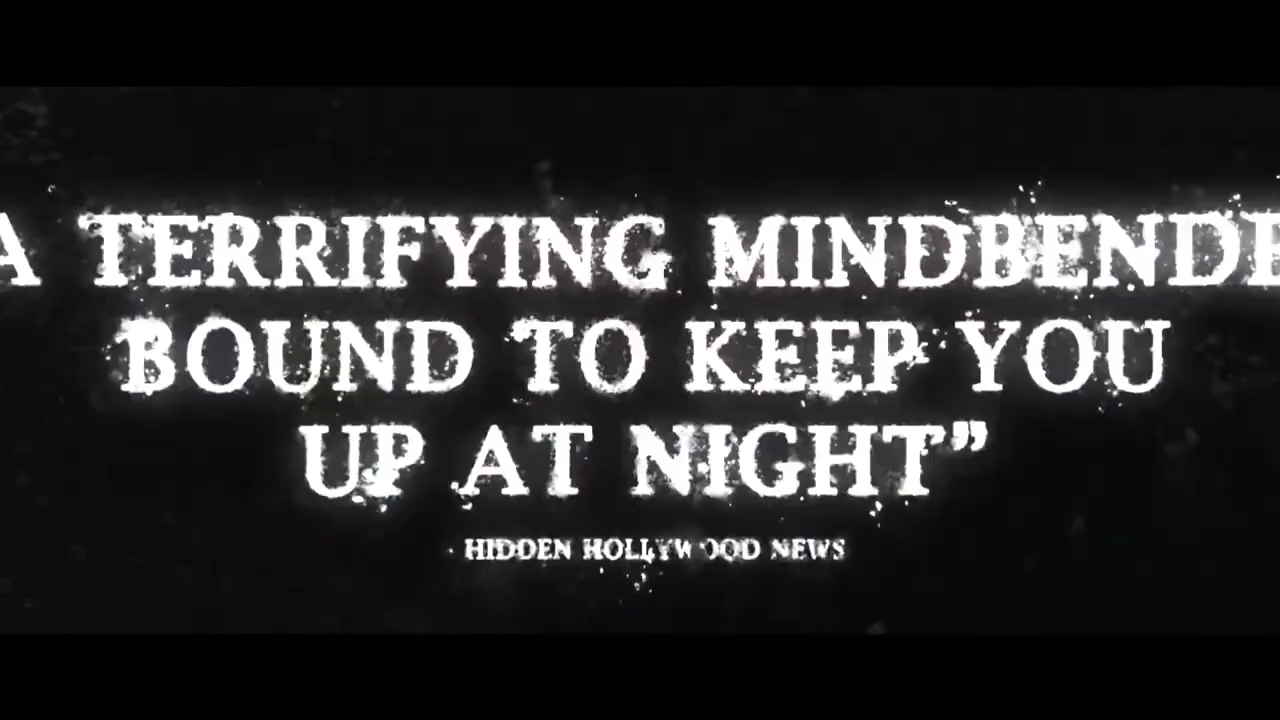 A TERRIFYING MINDBENDE
BOUND TO KEEP YOU
UP AT NIGHT”
- HIDDEN HOLLYWOOD NEWS